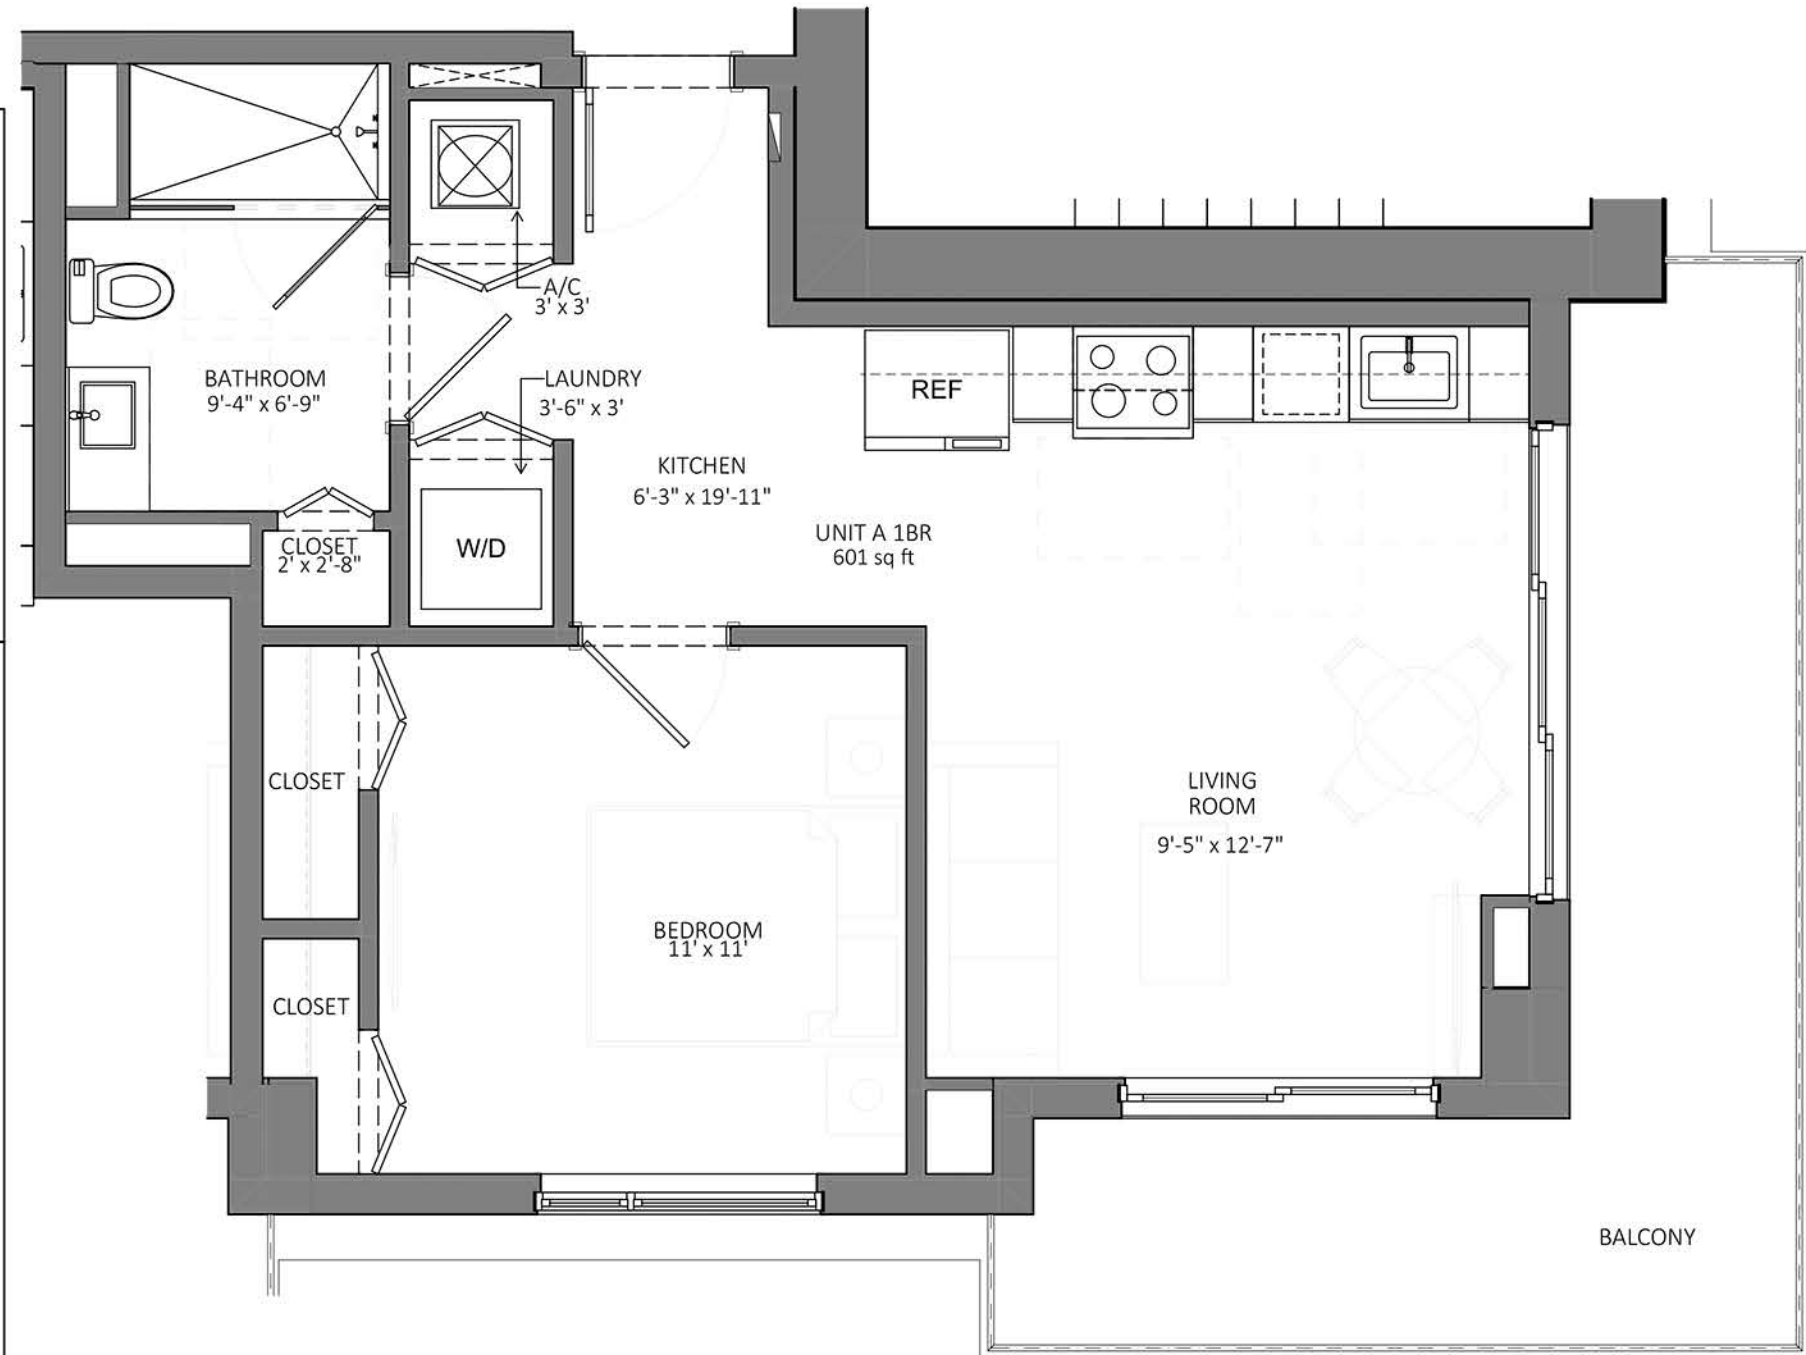 A/C
3' x 3'
BATHROOM
9'-4" x 6'-9"
LAUNDRY
3'-6" x 3'
REF
KITCHEN
6'-3" x 19'-11"
UNIT A 1BR
601 sq ft
CLOSET
2' x 2'-8"
W/D
CLOSET
LIVING
ROOM
9'-5" x 12'-7"
BEDROOM
11' x 11'
CLOSET
BALCONY